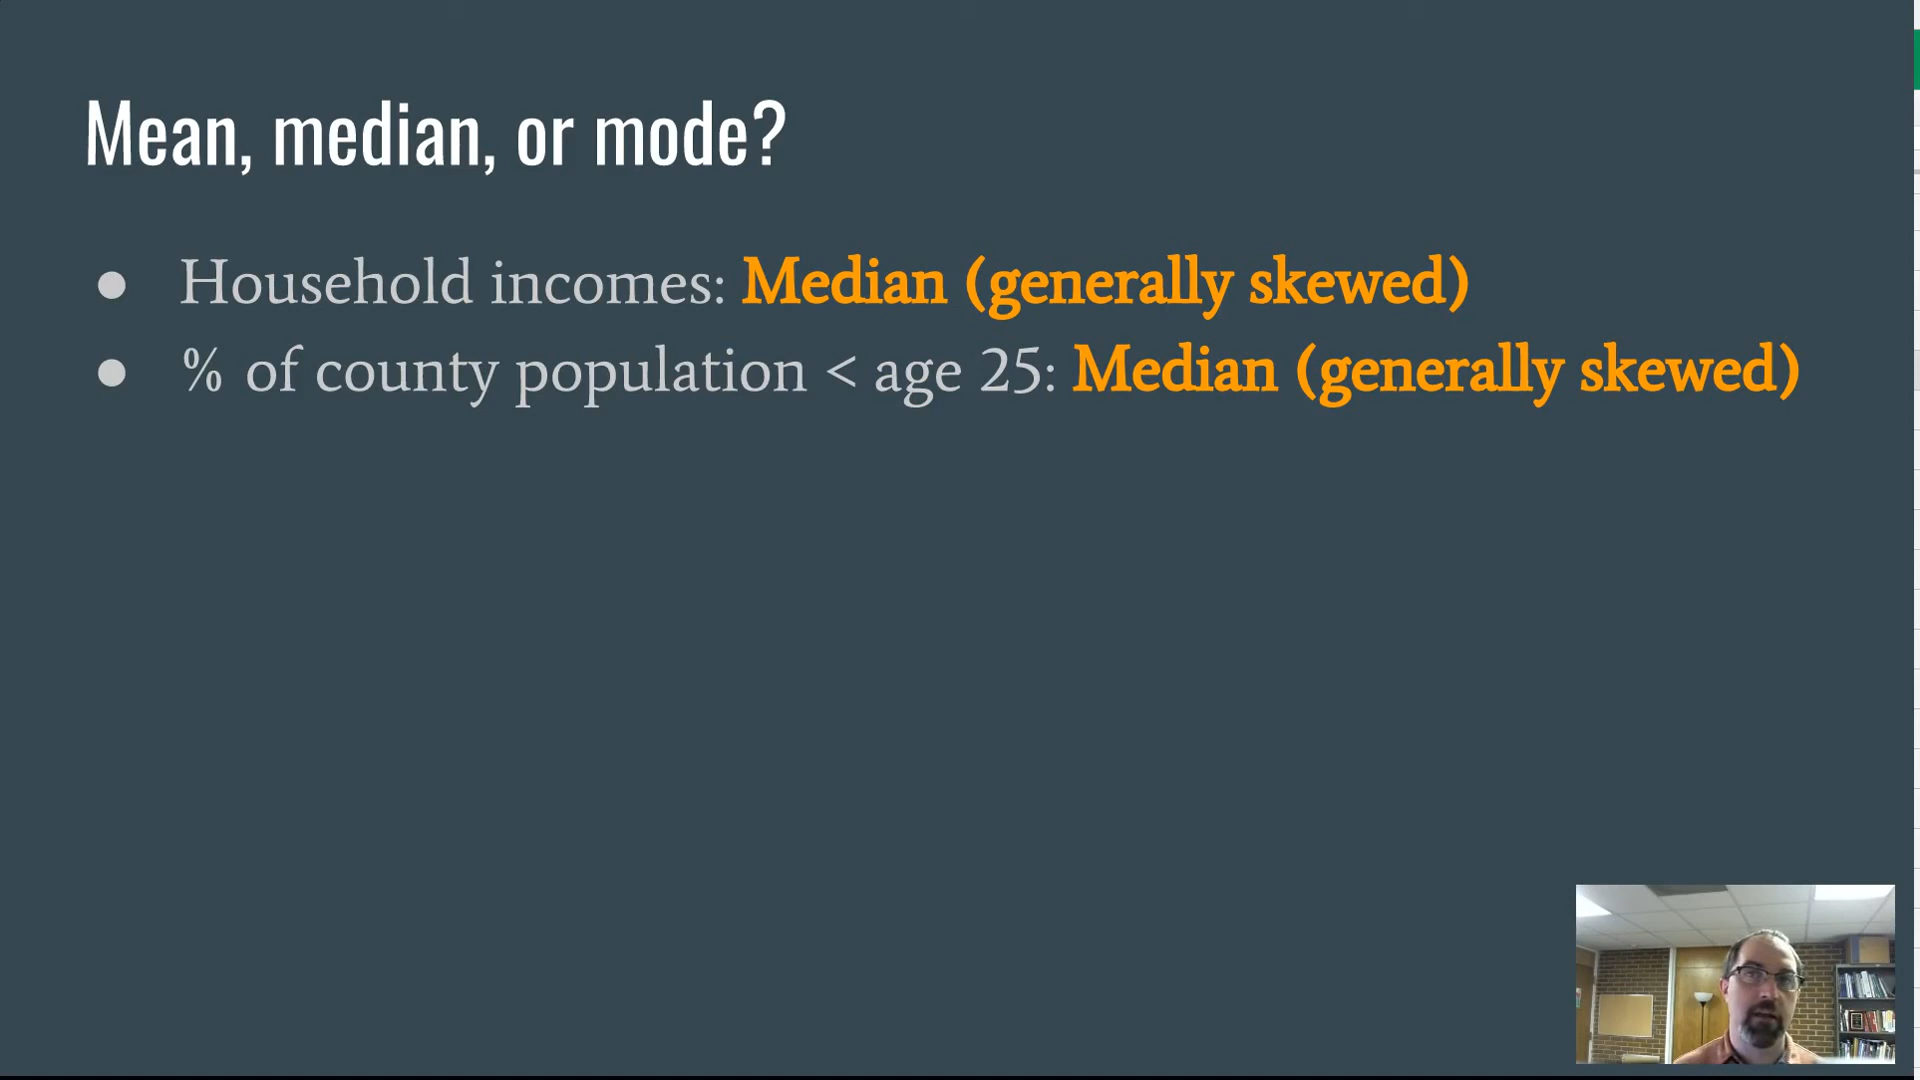 Mean, median, or mode?
● Household incomes: Median (generally skewed)
● % of county population < age 25: Median (generally skewed)